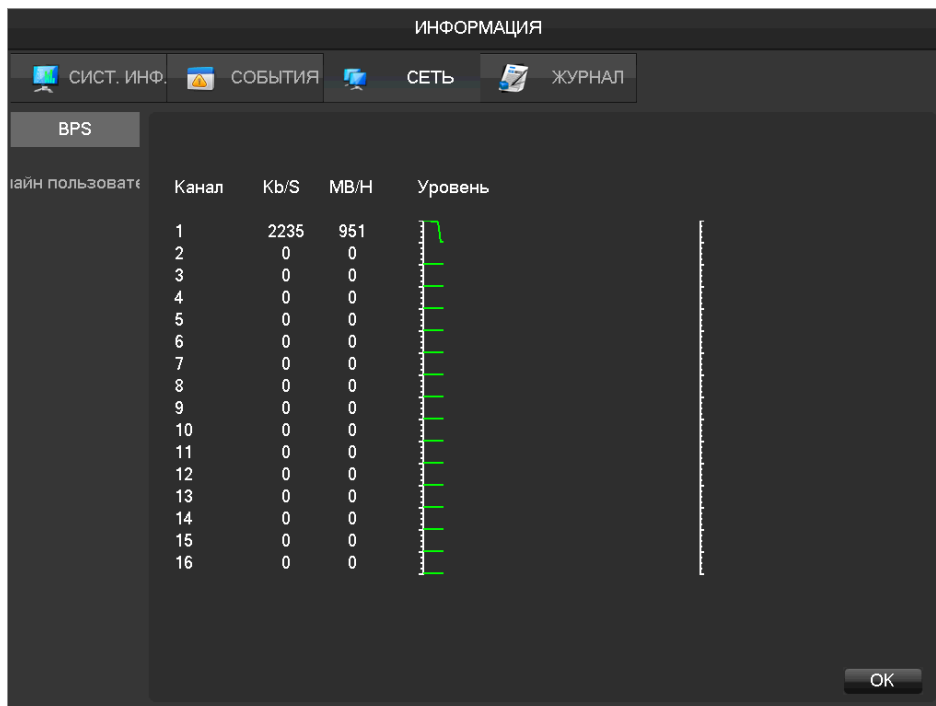 ИНФОРМАЦИЯ
СИСТ. ИНФ. СОБЫТИЯ СЕТЬ ЖУРНАЛ
BPS
лайн пользовате
Канал Kb/S MB/H Уровень
1 2235 951
2 0 0
3 0 0
4 0 0
5 0 0
6 0 0
7 0 0
8 0 0
9 0 0
10 0 0
11 0 0
12 0 0
13 0 0
14 0 0
15 0 0
16 0 0
OK